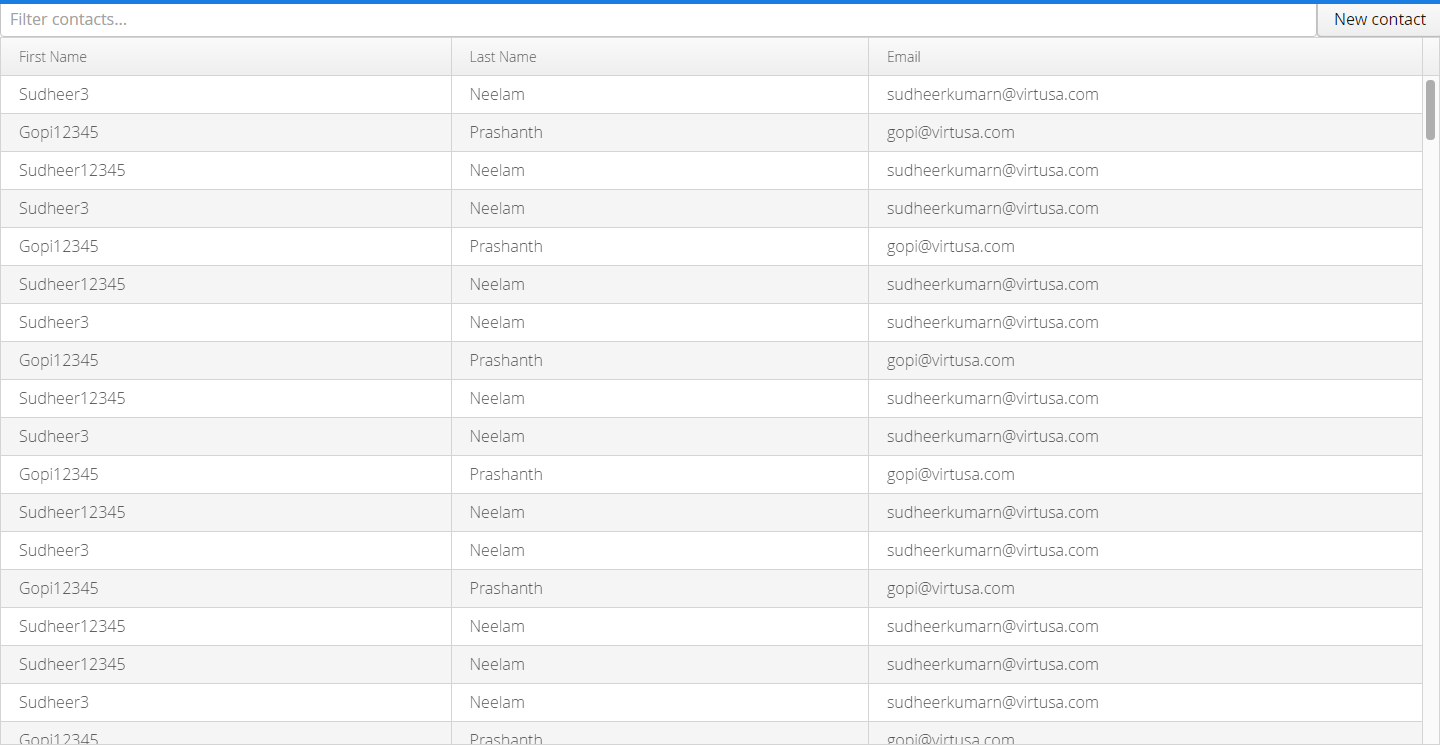 Filter contacts... New contact
First Name Last Name Email
Sudheer3 Neelam sudheerkumarn@virtusa.com
Gopi12345 Prashanth gopi@virtusa.com
Sudheer12345 Neelam sudheerkumarn@virtusa.com
Sudheer3 Neelam sudheerkumarn@virtusa.com
Gopi12345 Prashanth gopi@virtusa.com
Sudheer12345 Neelam sudheerkumarn@virtusa.com
Sudheer3 Neelam sudheerkumarn@virtusa.com
Gopi12345 Prashanth gopi@virtusa.com
Sudheer12345 Neelam sudheerkumarn@virtusa.com
Sudheer3 Neelam sudheerkumarn@virtusa.com
Gopi12345 Prashanth gopi@virtusa.com
Sudheer12345 Neelam sudheerkumarn@virtusa.com
Sudheer3 Neelam sudheerkumarn@virtusa.com
Gopi12345 Prashanth gopi@virtusa.com
Sudheer12345 Neelam sudheerkumarn@virtusa.com
Sudheer12345 Neelam sudheerkumarn@virtusa.com
Sudheer3 Neelam sudheerkumarn@virtusa.com
Gopi12345 Prashanth gopi@virtusa.com